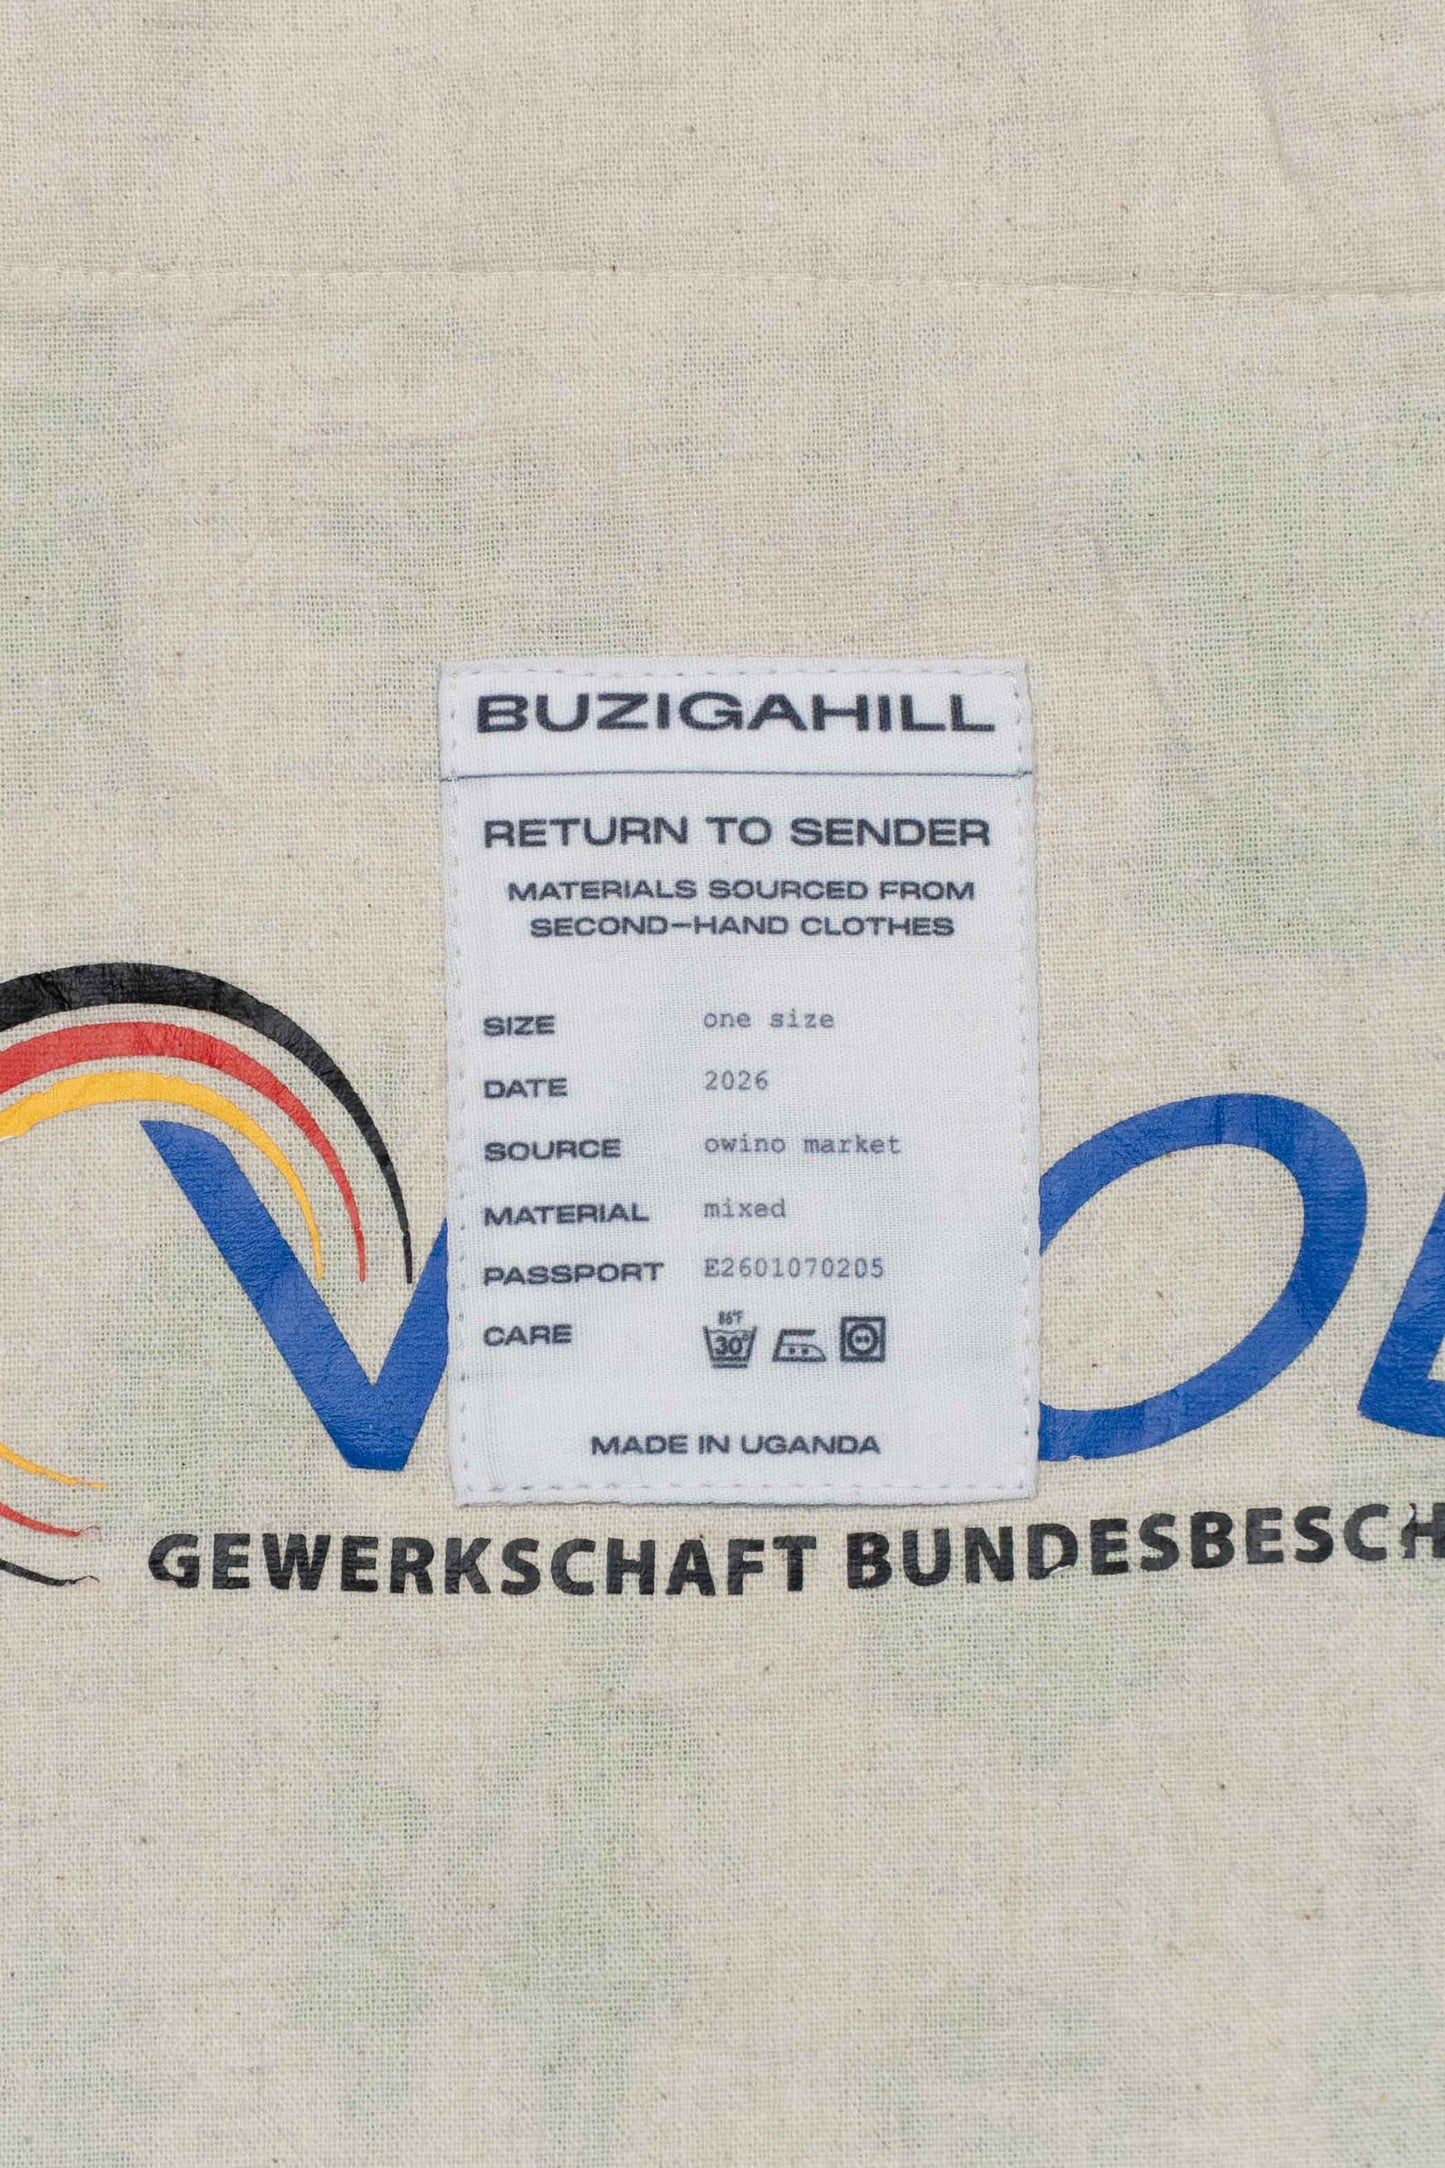 BUZIGAHILL
RETURN TO SENDER
MATERIALS SOURCED FROM
SECOND-HAND CLOTHES
SIZE one size
DATE 2026
SOURCE owino market
MATERIAL mixed
PASSPORT E2601070205
CARE 86°F 30°
MADE IN UGANDA
GEWERKSCHAFT BUNDESBESCH